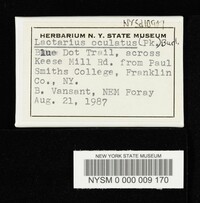 HERBARIUM N. Y. STATE MUSEUM
Lactarius oculatus (Pk.) Burl.
Blue Dot Trail, across
Keese Mill Rd. from Paul
Smiths College, Franklin
Co., NY.
B. Vansant, NEM Foray
Aug. 21, 1987
NEW YORK STATE MUSEUM
NYSM 0 000 009 170